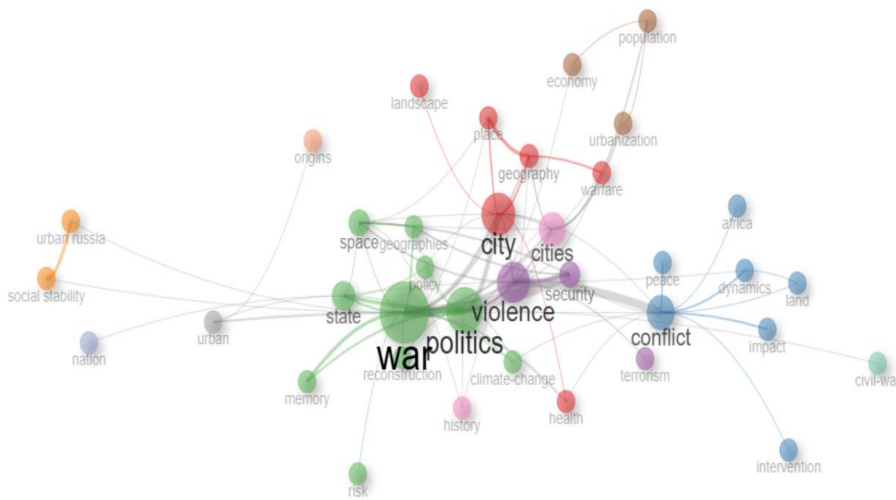 population
economy
landscape
place
urbanization
origins
geography
warfare
africa
urban russia
space
geographies
city
cities
policy
peace
security
dynamics
land
social stability
state
violence
urban
conflict
politics
impact
nation
war
reconstruction
climate-change
terrorism
civil-wa
memory
history
health
intervention
risk